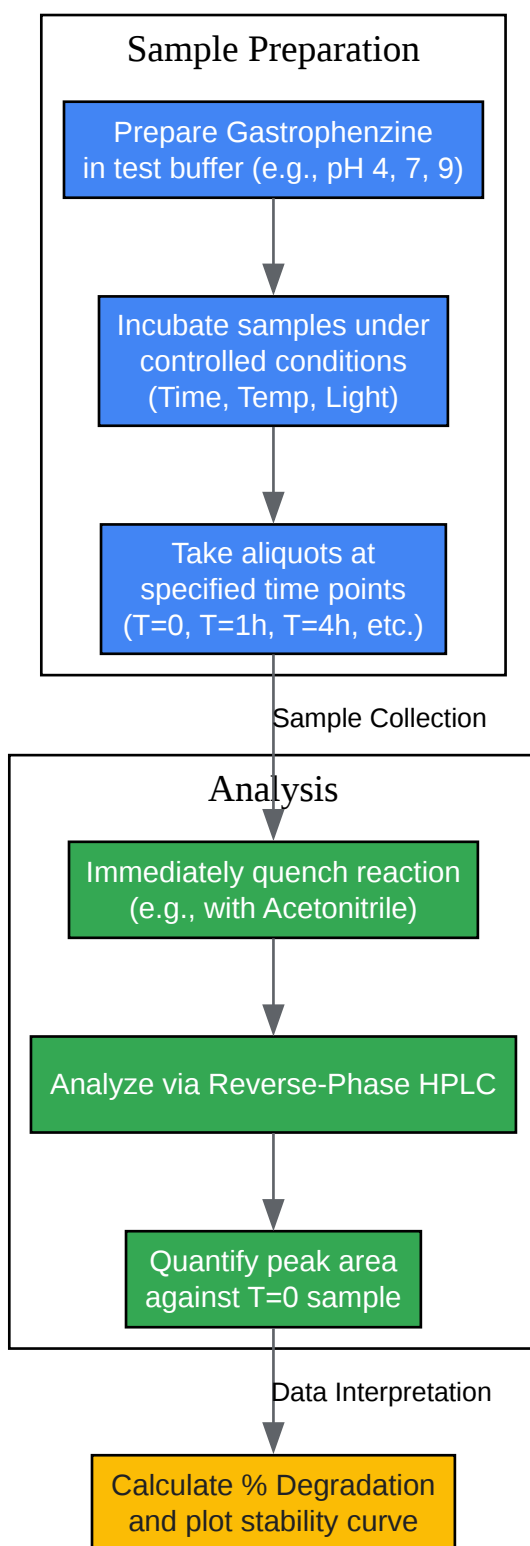 Sample Preparation
Prepare Gastrophenzine
in test buffer (e.g., pH 4, 7, 9)
Incubate samples under
controlled conditions
(Time, Temp, Light)
Take aliquots at
specified time points
(T=0, T=1h, T=4h, etc.)
Sample Collection
Analysis
Immediately quench reaction
(e.g., with Acetonitrile)
Analyze via Reverse-Phase HPLC
Quantify peak area
against T=0 sample
Data Interpretation
Calculate % Degradation
and plot stability curve